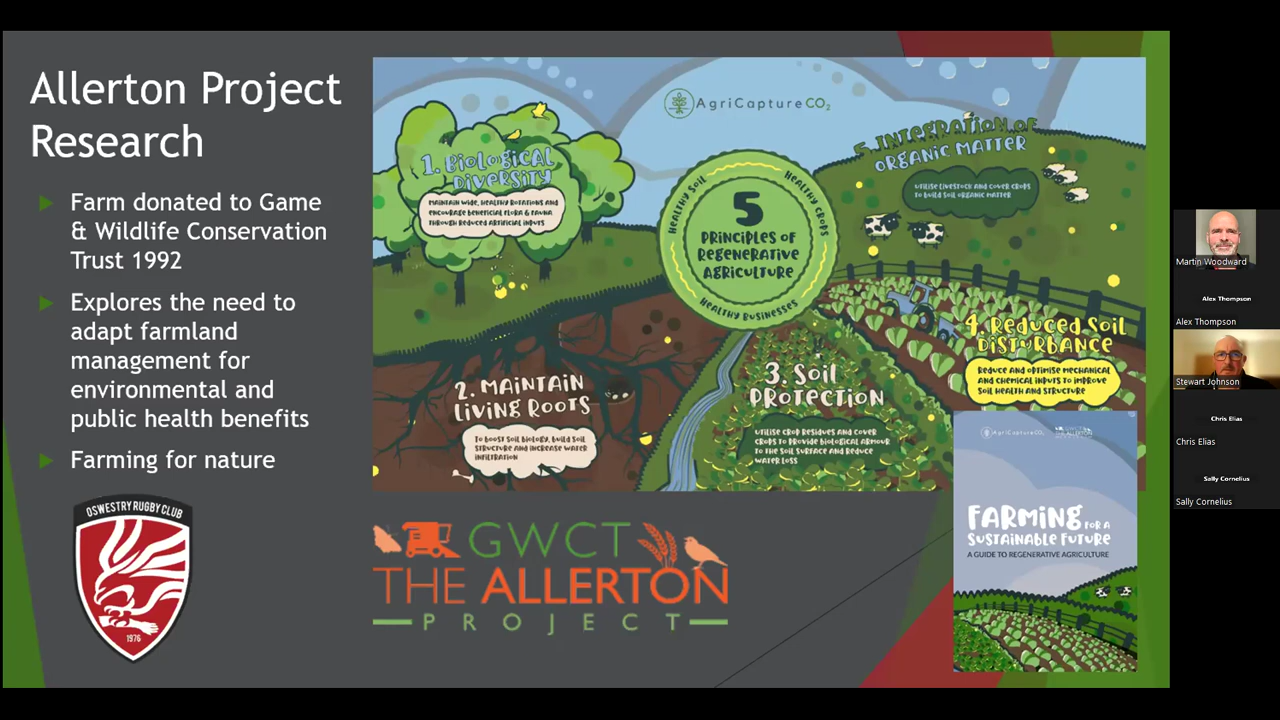 Allerton Project
Research
Farm donated to Game
& Wildlife Conservation
Trust 1992
Explores the need to
adapt farmland
management for
environmental and
public health benefits
Farming for nature
OSWESTRY RUGBY CLUB
1976
AgriCaptureCO2
1. Biological
Diversity
Maintain wide, healthy rotations and
encourage beneficial flora & fauna
through reduced artificial inputs
HEALTHY SOIL
HEALTHY CROPS
HEALTHY BUSINESSES
5
Principles of
Regenerative
Agriculture
5. Integration of
Organic Matter
Utilise livestock and cover crops
to build soil organic matter
2. Maintain
Living Roots
To boost soil biology, build soil
structure and increase water
infiltration
3. Soil
Protection
Utilise crop residues and cover
crops to provide biological armour
to the soil surface and reduce
water loss
4. Reduced Soil
Disturbance
Reduce and optimise mechanical
and chemical inputs to improve
soil health and structure
GWCT
THE ALLERTON
PROJECT
AgriCaptureCO2
GWCT
THE ALLERTON
FARMING FOR A
SUSTAINABLE FUTURE
A GUIDE TO REGENERATIVE AGRICULTURE
Martin Woodward
Alex Thompson
Alex Thompson
Stewart Johnson
Chris Elias
Chris Elias
Sally Cornelius
Sally Cornelius